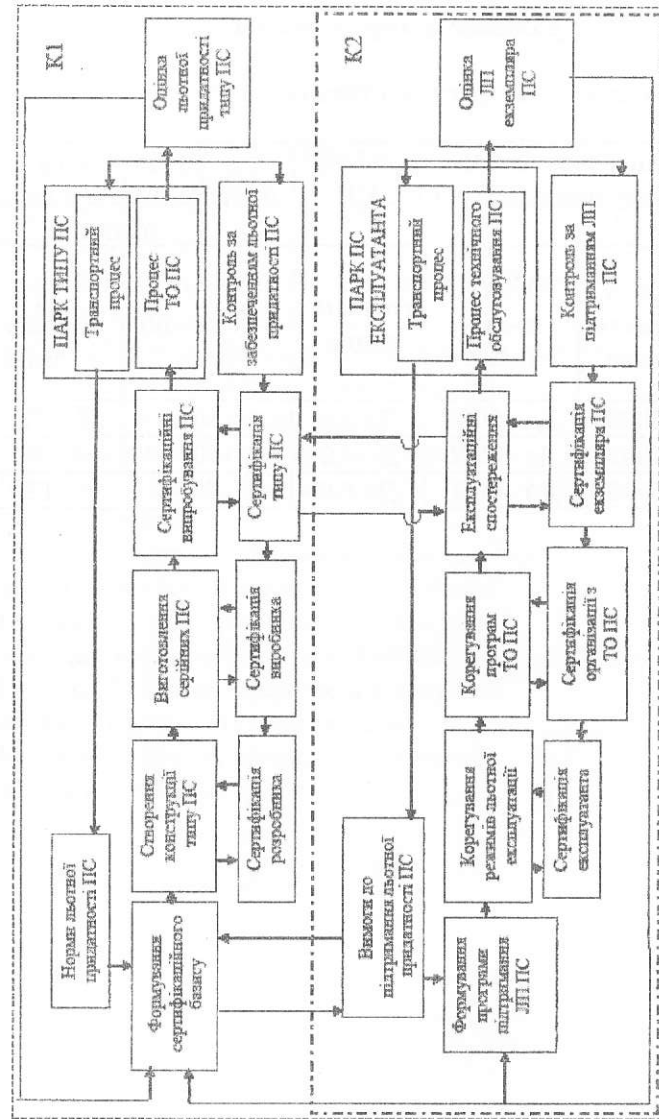 К1
Норми льотної
придатності ПС
ПАРК ТИПУ ПС
Транспортний
процес
Процес
ТО ПС
Оцінка
льотної
придатності
типу ПС
Формування
сертифікаційного
базису
Створення
конструкції
типу ПС
Виготовлення
серійних ПС
Сертифікаційні
випробування ПС
Контроль за
забезпеченням льотної
придатності ПС
Сертифікація
розробника
Сертифікація
виробника
Сертифікація
типу ПС
К2
Вимоги до
підтримання льотної
придатності ПС
ПАРК ПС
ЕКСПЛУАТАНТА
Транспортний
процес
Процес технічного
обслуговування ПС
Оцінка
ЛП
екземпляра
ПС
Формування
програми
підтримання
ЛП ПС
Корегування
режимів льотної
експлуатації
Корегування
програм
ТО ПС
Експлуатаційні
спостереження
Контроль за
підтриманням ЛП
ПС
Сертифікація
експлуатанта
Сертифікація
організації з
ТО ПС
Сертифікація
екземпляра ПС